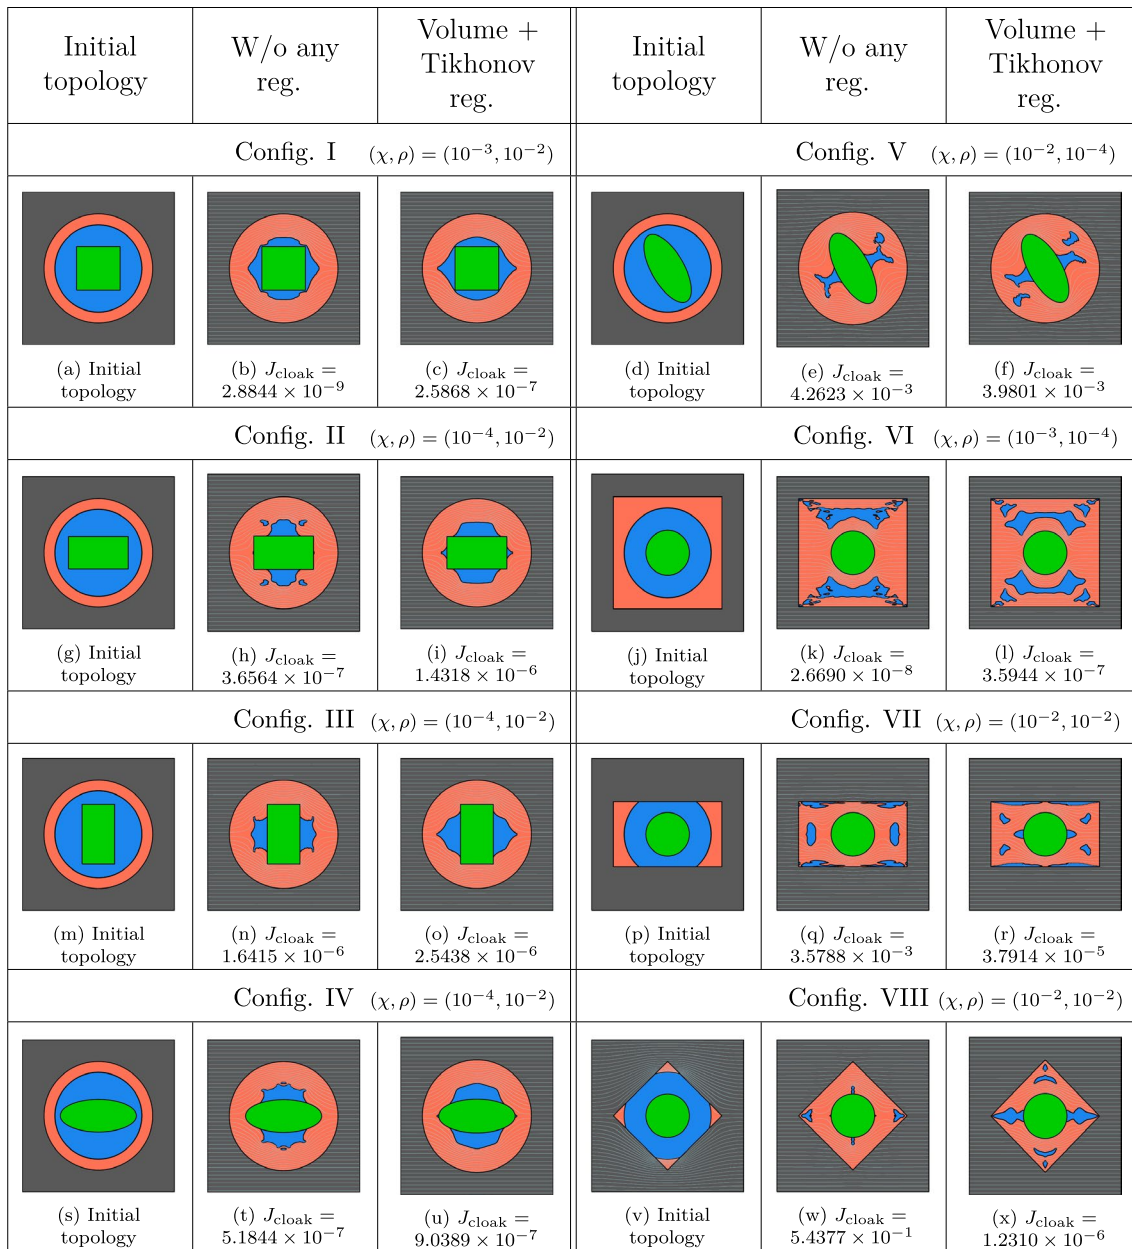 Initial topology
W/o any reg.
Volume + Tikhonov reg.
Initial topology
W/o any reg.
Volume + Tikhonov reg.
Config. I (χ, ρ) = (10⁻³, 10⁻²)
Config. V (χ, ρ) = (10⁻², 10⁻⁴)
(a) Initial topology
(b) J_cloak = 2.8844 × 10⁻⁹
(c) J_cloak = 2.5868 × 10⁻⁷
(d) Initial topology
(e) J_cloak = 4.2623 × 10⁻³
(f) J_cloak = 3.9801 × 10⁻³
Config. II (χ, ρ) = (10⁻⁴, 10⁻²)
Config. VI (χ, ρ) = (10⁻³, 10⁻⁴)
(g) Initial topology
(h) J_cloak = 3.6564 × 10⁻⁷
(i) J_cloak = 1.4318 × 10⁻⁶
(j) Initial topology
(k) J_cloak = 2.6690 × 10⁻⁸
(l) J_cloak = 3.5944 × 10⁻⁷
Config. III (χ, ρ) = (10⁻⁴, 10⁻²)
Config. VII (χ, ρ) = (10⁻², 10⁻²)
(m) Initial topology
(n) J_cloak = 1.6415 × 10⁻⁶
(o) J_cloak = 2.5438 × 10⁻⁶
(p) Initial topology
(q) J_cloak = 3.5788 × 10⁻³
(r) J_cloak = 3.7914 × 10⁻⁵
Config. IV (χ, ρ) = (10⁻⁴, 10⁻²)
Config. VIII (χ, ρ) = (10⁻², 10⁻²)
(s) Initial topology
(t) J_cloak = 5.1844 × 10⁻⁷
(u) J_cloak = 9.0389 × 10⁻⁷
(v) Initial topology
(w) J_cloak = 5.4377 × 10⁻¹
(x) J_cloak = 1.2310 × 10⁻⁶